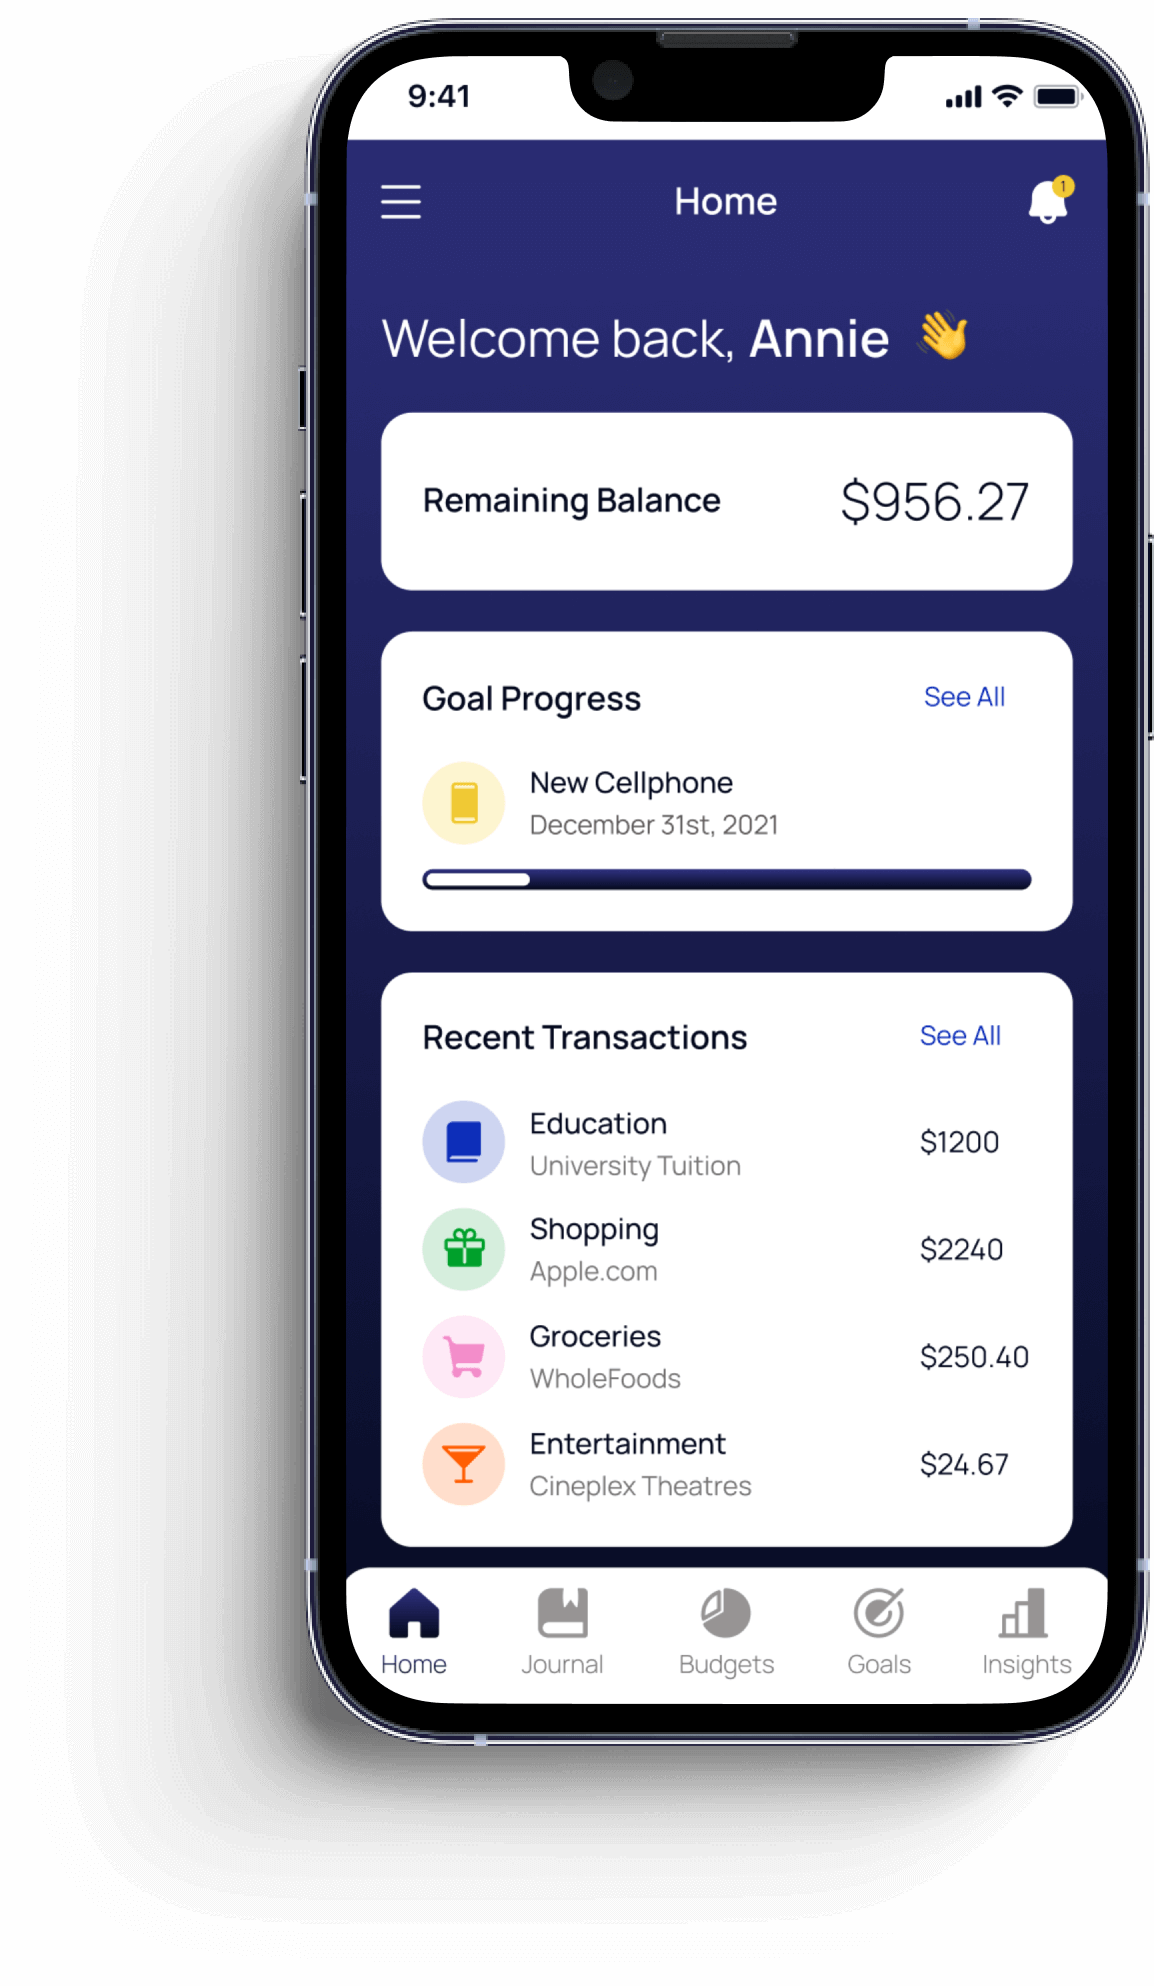 9:41
Home
1
Welcome back, Annie 👋
Remaining Balance $956.27
Goal Progress See All
New Cellphone
December 31st, 2021
Recent Transactions See All
Education
University Tuition
$1200
Shopping
Apple.com
$2240
Groceries
WholeFoods
$250.40
Entertainment
Cineplex Theatres
$24.67
Home Journal Budgets Goals Insights